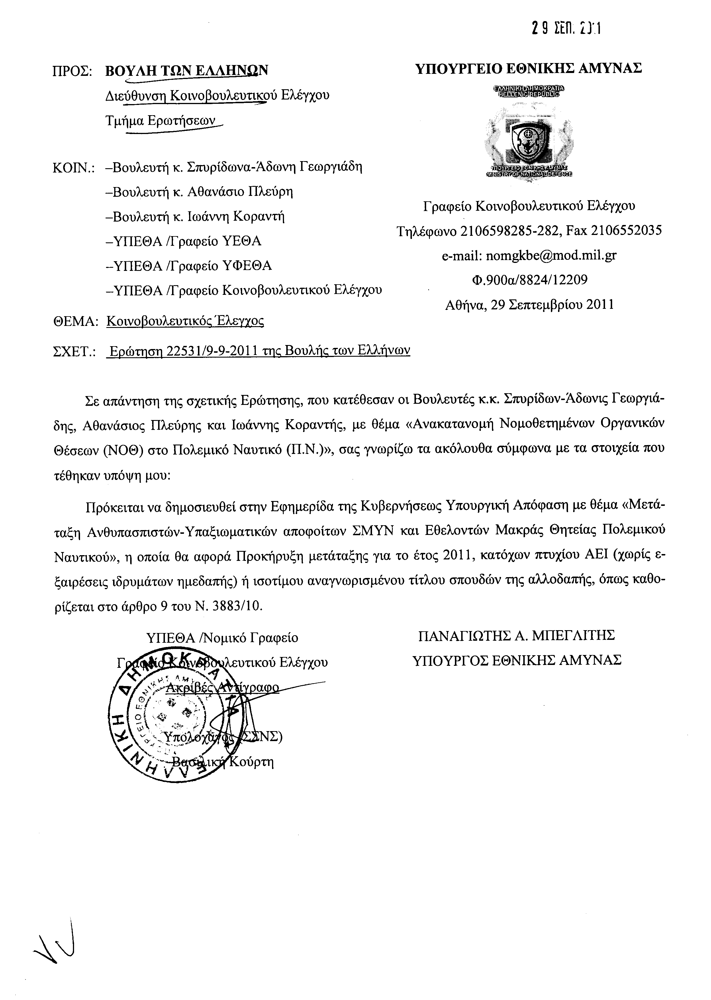 29 ΣΕΠ. 2011
ΠΡΟΣ: ΒΟΥΛΗ ΤΩΝ ΕΛΛΗΝΩΝ
Διεύθυνση Κοινοβουλευτικού Ελέγχου
Τμήμα Ερωτήσεων
ΚΟΙΝ.: –Βουλευτή κ. Σπυρίδωνα-Άδωνη Γεωργιάδη
–Βουλευτή κ. Αθανάσιο Πλεύρη
–Βουλευτή κ. Ιωάννη Κοραντή
–ΥΠΕΘΑ /Γραφείο ΥΕΘΑ
–ΥΠΕΘΑ /Γραφείο ΥΦΕΘΑ
–ΥΠΕΘΑ /Γραφείο Κοινοβουλευτικού Ελέγχου
ΥΠΟΥΡΓΕΙΟ ΕΘΝΙΚΗΣ ΑΜΥΝΑΣ
ΕΛΛΗΝΙΚΗ ΔΗΜΟΚΡΑΤΙΑ
HELLENIC REPUBLIC
ΥΠΟΥΡΓΕΙΟ ΕΘΝΙΚΗΣ ΑΜΥΝΑΣ
MINISTRY OF NATIONAL DEFENCE
Γραφείο Κοινοβουλευτικού Ελέγχου
Τηλέφωνο 2106598285-282, Fax 2106552035
e-mail: nomgkbe@mod.mil.gr
Φ.900α/8824/12209
Αθήνα, 29 Σεπτεμβρίου 2011
ΘΕΜΑ: Κοινοβουλευτικός Έλεγχος
ΣΧΕΤ.: Ερώτηση 22531/9-9-2011 της Βουλής των Ελλήνων
Σε απάντηση της σχετικής Ερώτησης, που κατέθεσαν οι Βουλευτές κ.κ. Σπυρίδων-Άδωνις Γεωργιά-
δης, Αθανάσιος Πλεύρης και Ιωάννης Κοραντής, με θέμα «Ανακατανομή Νομοθετημένων Οργανικών
Θέσεων (ΝΟΘ) στο Πολεμικό Ναυτικό (Π.Ν.)», σας γνωρίζω τα ακόλουθα σύμφωνα με τα στοιχεία που
τέθηκαν υπόψη μου:
Πρόκειται να δημοσιευθεί στην Εφημερίδα της Κυβερνήσεως Υπουργική Απόφαση με θέμα «Μετά-
ταξη Ανθυπασπιστών-Υπαξιωματικών αποφοίτων ΣΜΥΝ και Εθελοντών Μακράς Θητείας Πολεμικού
Ναυτικού», η οποία θα αφορά Προκήρυξη μετάταξης για το έτος 2011, κατόχων πτυχίου ΑΕΙ (χωρίς ε-
ξαιρέσεις ιδρυμάτων ημεδαπής) ή ισοτίμου αναγνωρισμένου τίτλου σπουδών της αλλοδαπής, όπως καθο-
ρίζεται στο άρθρο 9 του Ν. 3883/10.
ΥΠΕΘΑ /Νομικό Γραφείο
Γραφείο Κοινοβουλευτικού Ελέγχου
Ακριβές Αντίγραφο
Υπολοχαγός (ΣΣΝΣ)
Βασιλική Κούρτη
ΕΛΛΗΝΙΚΗ ΔΗΜΟΚΡΑΤΙΑ
ΥΠΟΥΡΓΕΙΟ ΕΘΝΙΚΗΣ ΑΜΥΝΑΣ
ΠΑΝΑΓΙΩΤΗΣ Α. ΜΠΕΓΛΙΤΗΣ
ΥΠΟΥΡΓΟΣ ΕΘΝΙΚΗΣ ΑΜΥΝΑΣ